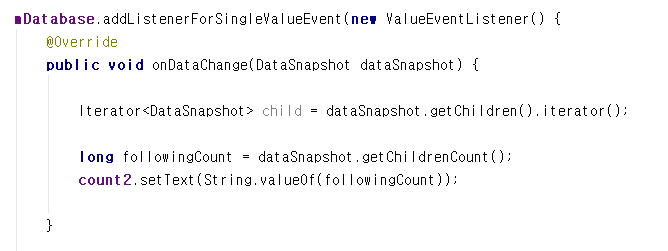 mDatabase.addListenerForSingleValueEvent(new ValueEventListener() {
@Override
public void onDataChange(DataSnapshot dataSnapshot) {
Iterator<DataSnapshot> child = dataSnapshot.getChildren().iterator();
long followingCount = dataSnapshot.getChildrenCount();
count2.setText(String.valueOf(followingCount));
}